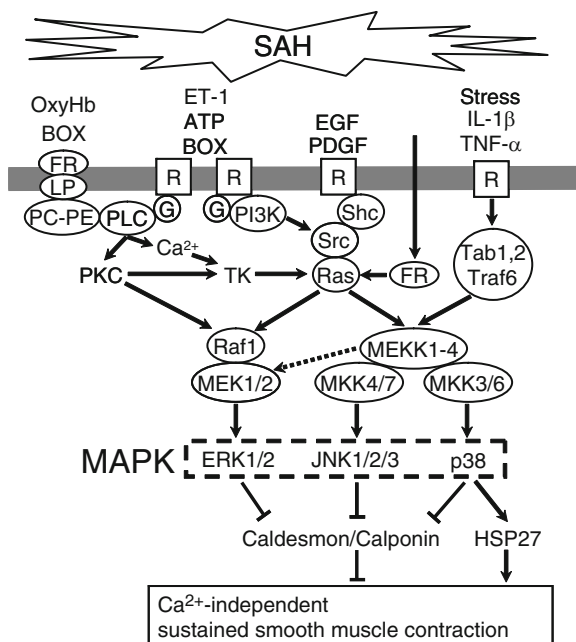 SAH
OxyHb
BOX
ET-1
ATP
BOX
EGF
PDGF
Stress
IL-1β
TNF-α
FR
LP
R
R
R
R
PC-PE
PLC
G
G
PI3K
Shc
Src
Tab1,2
Traf6
Ca²⁺
PKC
TK
Ras
FR
Raf1
MEKK1-4
MEK1/2
MKK4/7
MKK3/6
MAPK
ERK1/2
JNK1/2/3
p38
Caldesmon/Calponin
HSP27
Ca²⁺-independent
sustained smooth muscle contraction